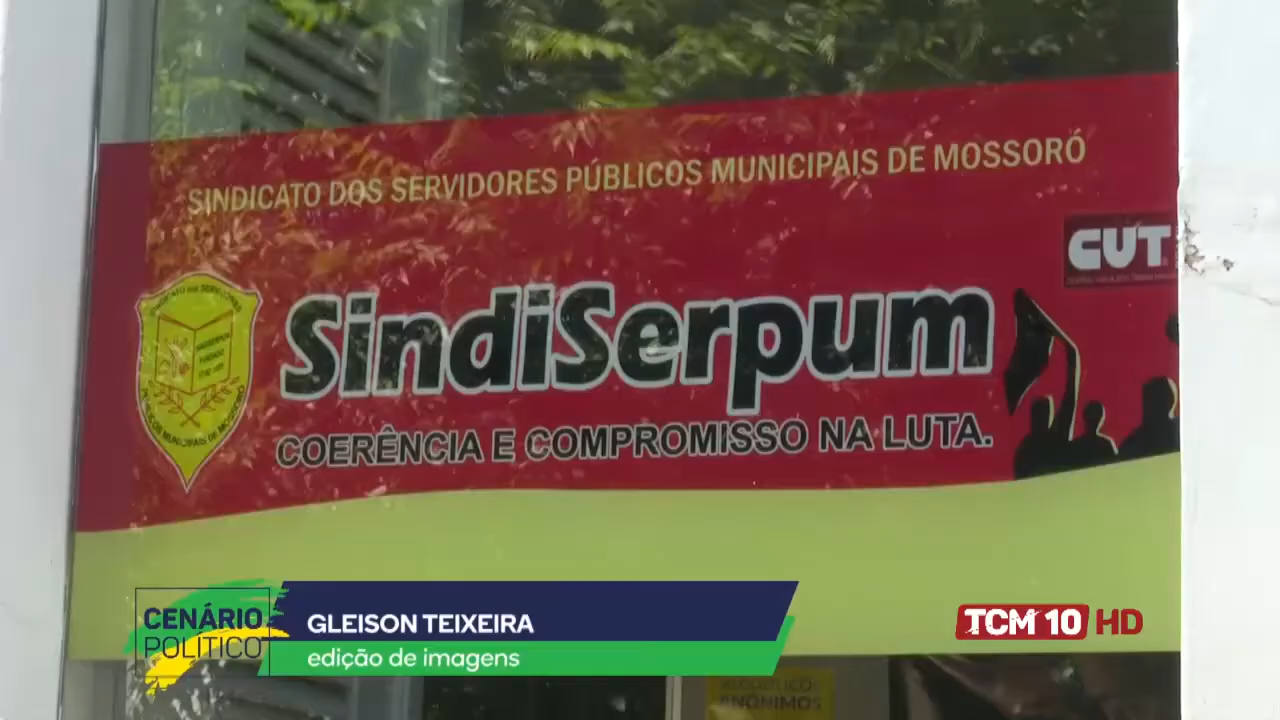 SINDICATO DOS SERVIDORES PÚBLICOS MUNICIPAIS DE MOSSORÓ
CUT
SindiSerpum
COERÊNCIA E COMPROMISSO NA LUTA.
CENÁRIO
POLÍTICO
GLEISON TEIXEIRA
edição de imagens
TCM 10 HD
ANÔNIMOS